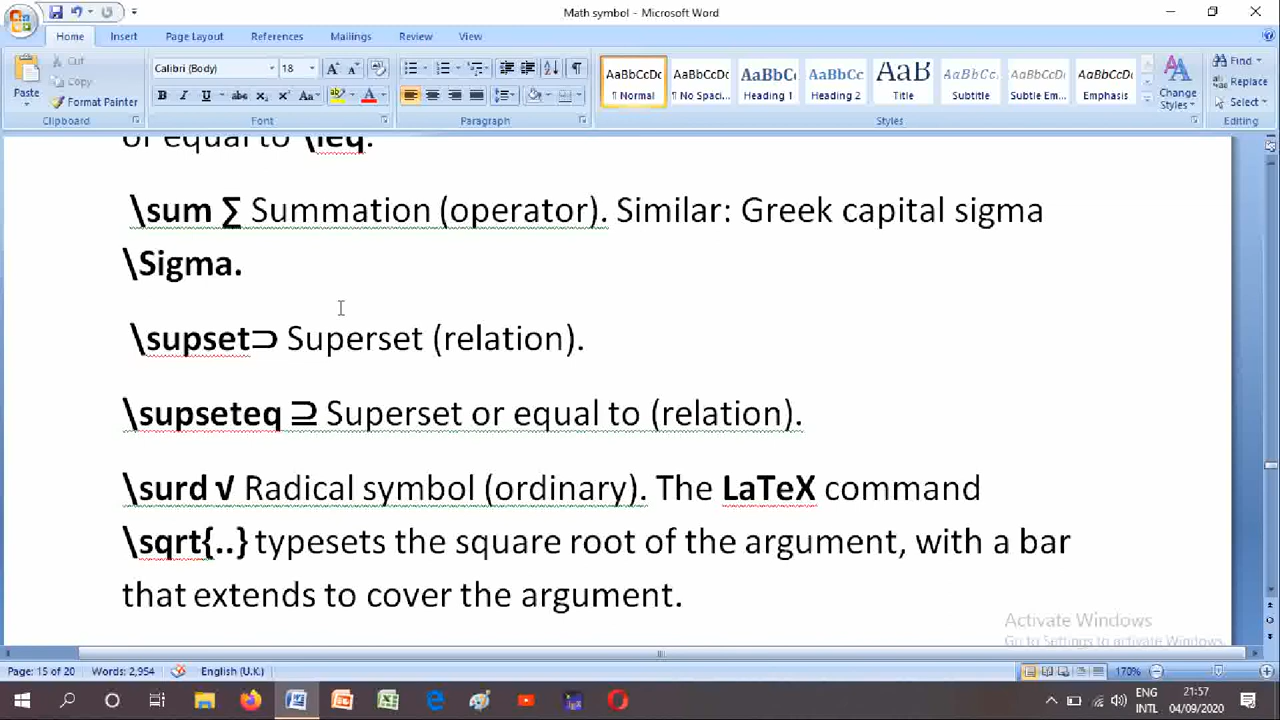 Math symbol - Microsoft Word
Home Insert Page Layout References Mailings Review View
Cut
Copy
Format Painter
Paste
Calibri (Body) 18
AaBbCcDc AaBbCcDc AaBbC AaBbCc AaB AaBbCcI AaBbCcDc AaBbCcDc
¶ Normal ¶ No Spaci... Heading 1 Heading 2 Title Subtitle Subtle Em... Emphasis
Change Styles
Find
Replace
Select
Clipboard Font Paragraph Styles Editing
or equal to \leq.
\sum ∑ Summation (operator). Similar: Greek capital sigma
\Sigma.
\supset⊃ Superset (relation).
\supseteq ⊇ Superset or equal to (relation).
\surd √ Radical symbol (ordinary). The LaTeX command
\sqrt{..} typesets the square root of the argument, with a bar
that extends to cover the argument.
Activate Windows
Go to Settings to activate Windows.
Page: 15 of 20 Words: 2,954 English (U.K.) 170%
ENG 21:57
INTL 04/09/2020